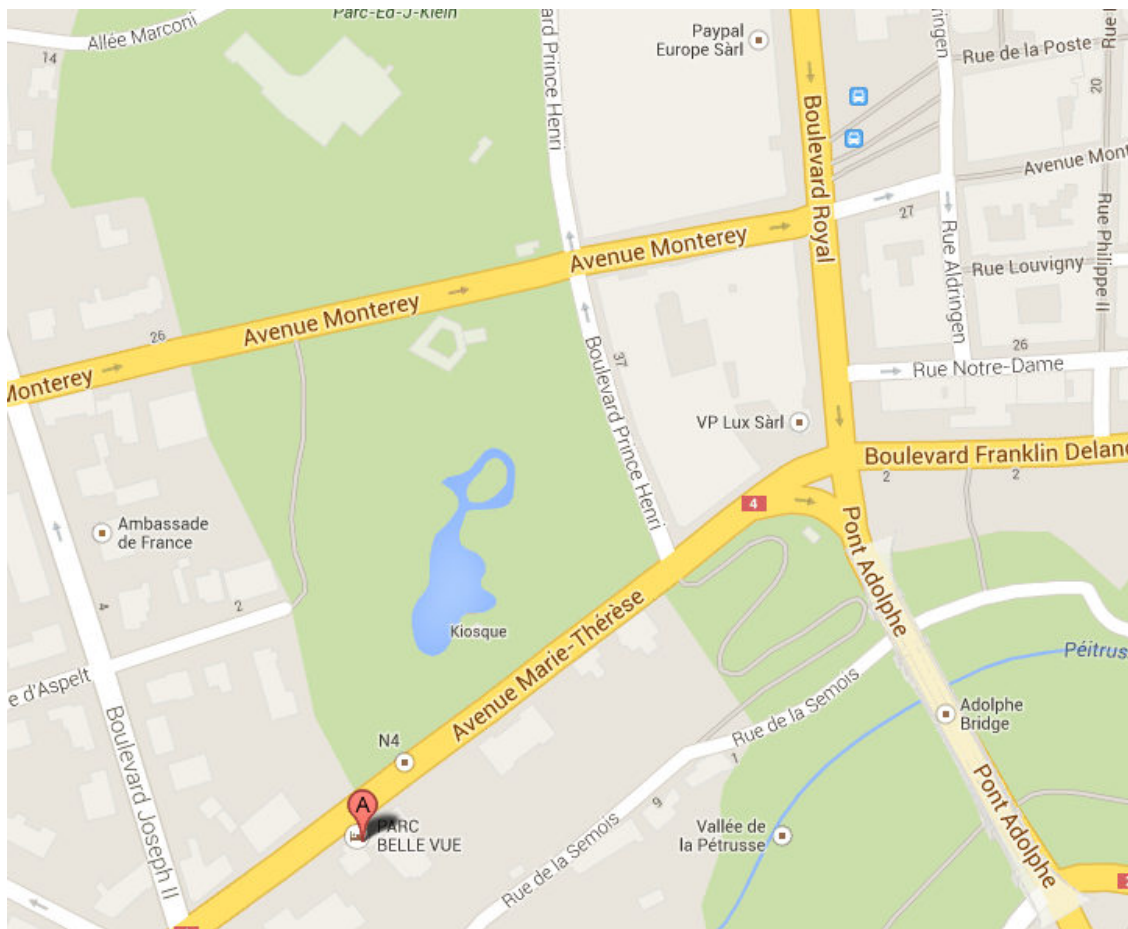 Parc-Ed-J-Klein
Allée Marconi
14
Paypal
Europe Sàrl
Rue de la Poste
20
Boulevard Royal
Boulevard Prince Henri
Avenue Monterey
27
Rue Aldringen
Rue Philippe II
Rue Louvigny
Avenue Monterey
26
Monterey
Boulevard Prince Henri
37
26
Rue Notre-Dame
VP Lux Sàrl
Boulevard Franklin Delano
2
2
4
Ambassade
de France
4
2
Kiosque
Avenue Marie-Thérèse
Pont Adolphe
Rue de la Semois
Adolphe
Bridge
N4
Boulevard Joseph II
1
9
A
PARC
BELLE VUE
Vallée de
la Pétrusse
Rue de la Semois
Pont Adolphe